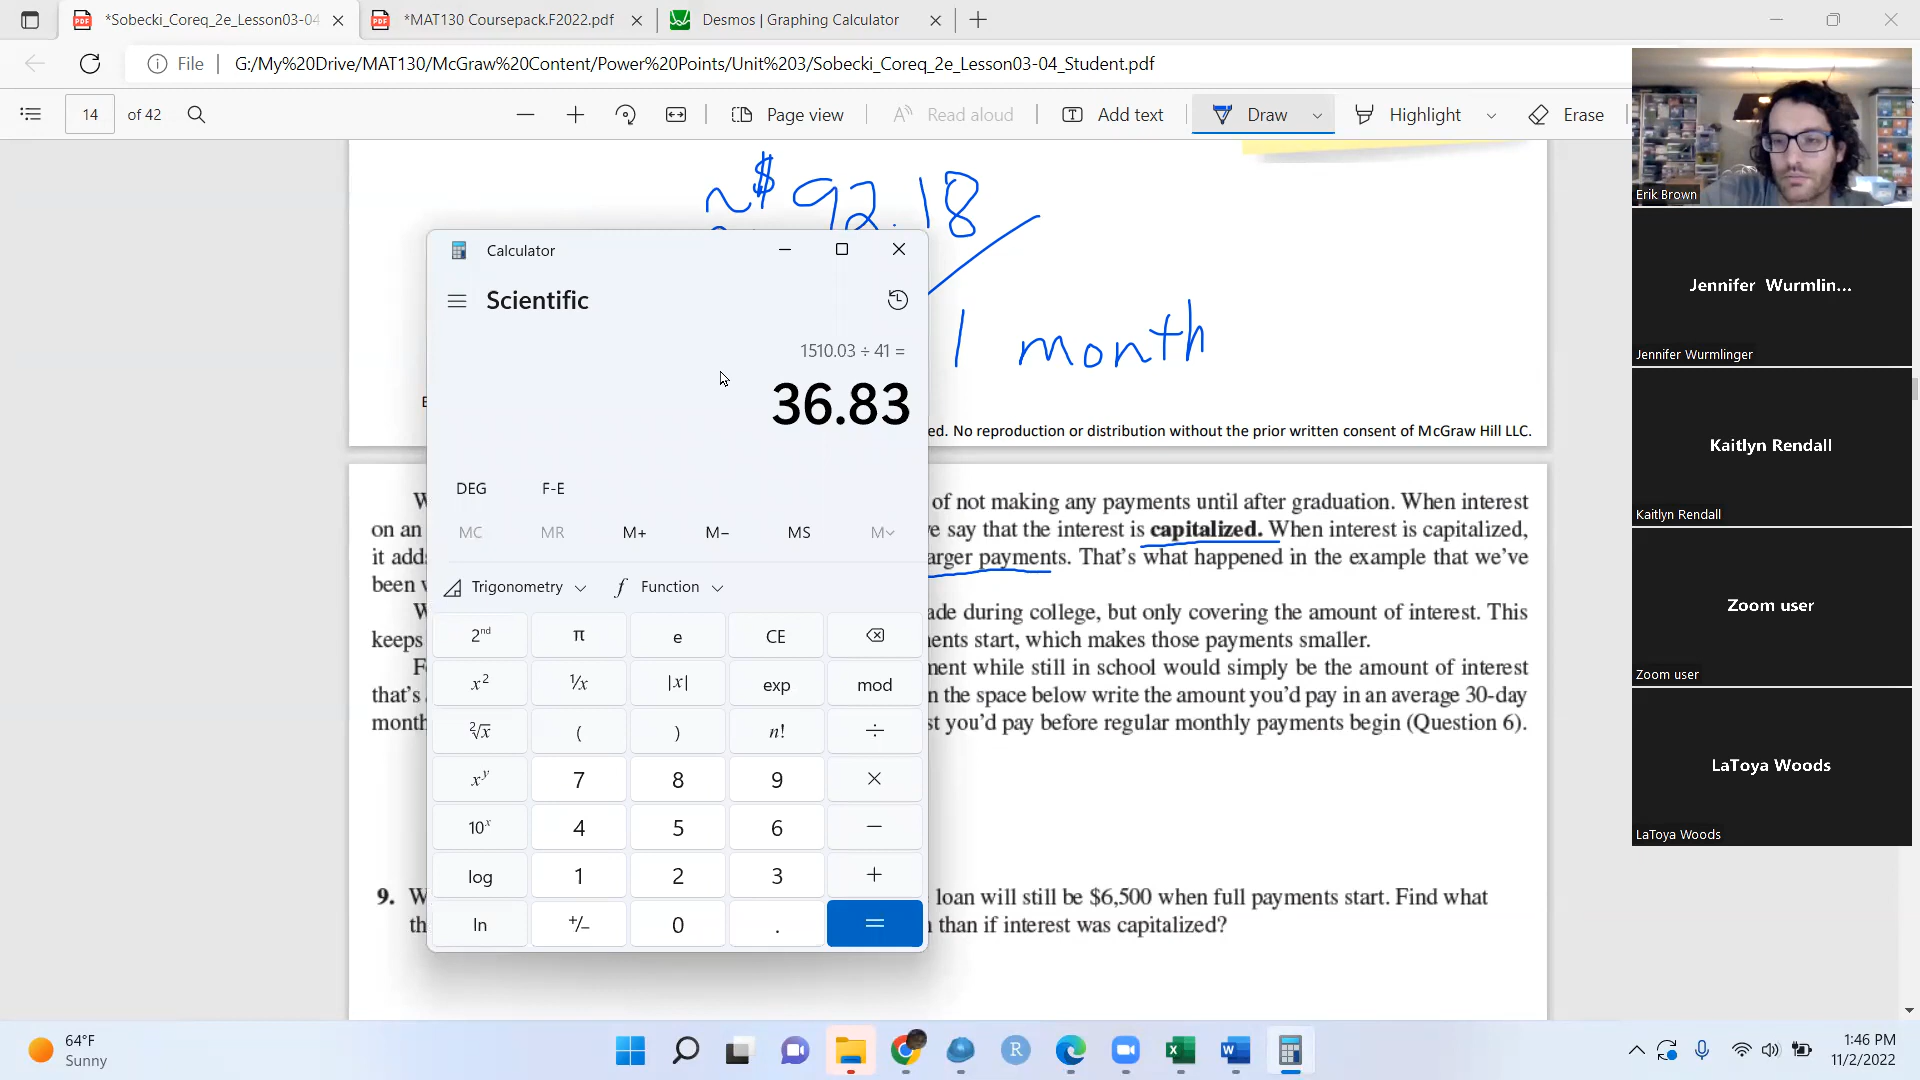 *Sobecki_Coreq_2e_Lesson03-04
*MAT130 Coursepack.F2022.pdf
Desmos | Graphing Calculator
File
G:/My%20Drive/MAT130/McGraw%20Content/Power%20Points/Unit%203/Sobecki_Coreq_2e_Lesson03-04_Student.pdf
14 of 42
Page view
Read aloud
Add text
Draw
Highlight
Erase
~$92.18
1 month
ed. No reproduction or distribution without the prior written consent of McGraw Hill LLC.
Calculator
Scientific
1510.03 ÷ 41 =
36.83
DEG F-E
MC MR M+ M− MS M
Trigonometry Function
2nd π e CE
x² ¹/x |x| exp mod
²√x ( ) n! ÷
xʸ 7 8 9 ×
10ˣ 4 5 6 −
log 1 2 3 +
ln +/− 0 . =
of not making any payments until after graduation. When interest
on an e say that the interest is capitalized. When interest is capitalized,
it adds arger payments. That's what happened in the example that we've
been
ade during college, but only covering the amount of interest. This
keeps ents start, which makes those payments smaller.
nent while still in school would simply be the amount of interest
that's n the space below write the amount you'd pay in an average 30-day
month st you'd pay before regular monthly payments begin (Question 6).
9. W loan will still be $6,500 when full payments start. Find what
th than if interest was capitalized?
Erik Brown
Jennifer Wurmlin...
Jennifer Wurmlinger
Kaitlyn Rendall
Kaitlyn Rendall
Zoom user
Zoom user
LaToya Woods
LaToya Woods
64°F
Sunny
1:46 PM
11/2/2022